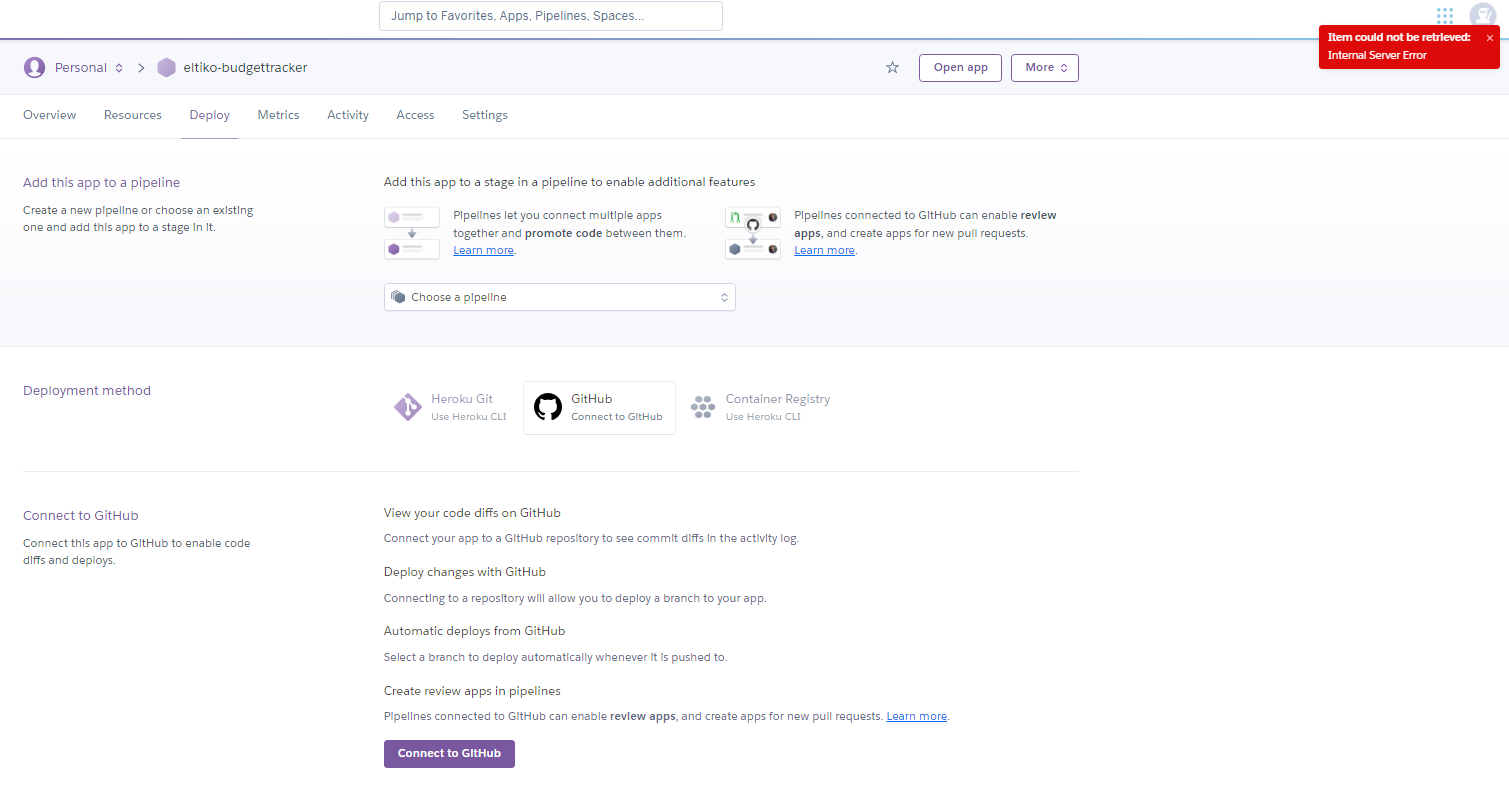 Jump to Favorites, Apps, Pipelines, Spaces...
Item could not be retrieved:
×
Internal Server Error
Personal
eltiko-budgettracker
Open app
More
Overview
Resources
Deploy
Metrics
Activity
Access
Settings
Add this app to a pipeline
Create a new pipeline or choose an existing
one and add this app to a stage in it.
Add this app to a stage in a pipeline to enable additional features
Pipelines let you connect multiple apps
together and promote code between them.
Learn more.
Pipelines connected to GitHub can enable review
apps, and create apps for new pull requests.
Learn more.
Choose a pipeline
Deployment method
Heroku Git
Use Heroku CLI
GitHub
Connect to GitHub
Container Registry
Use Heroku CLI
Connect to GitHub
Connect this app to GitHub to enable code
diffs and deploys.
View your code diffs on GitHub
Connect your app to a GitHub repository to see commit diffs in the activity log.
Deploy changes with GitHub
Connecting to a repository will allow you to deploy a branch to your app.
Automatic deploys from GitHub
Select a branch to deploy automatically whenever it is pushed to.
Create review apps in pipelines
Pipelines connected to GitHub can enable review apps, and create apps for new pull requests. Learn more.
Connect to GitHub